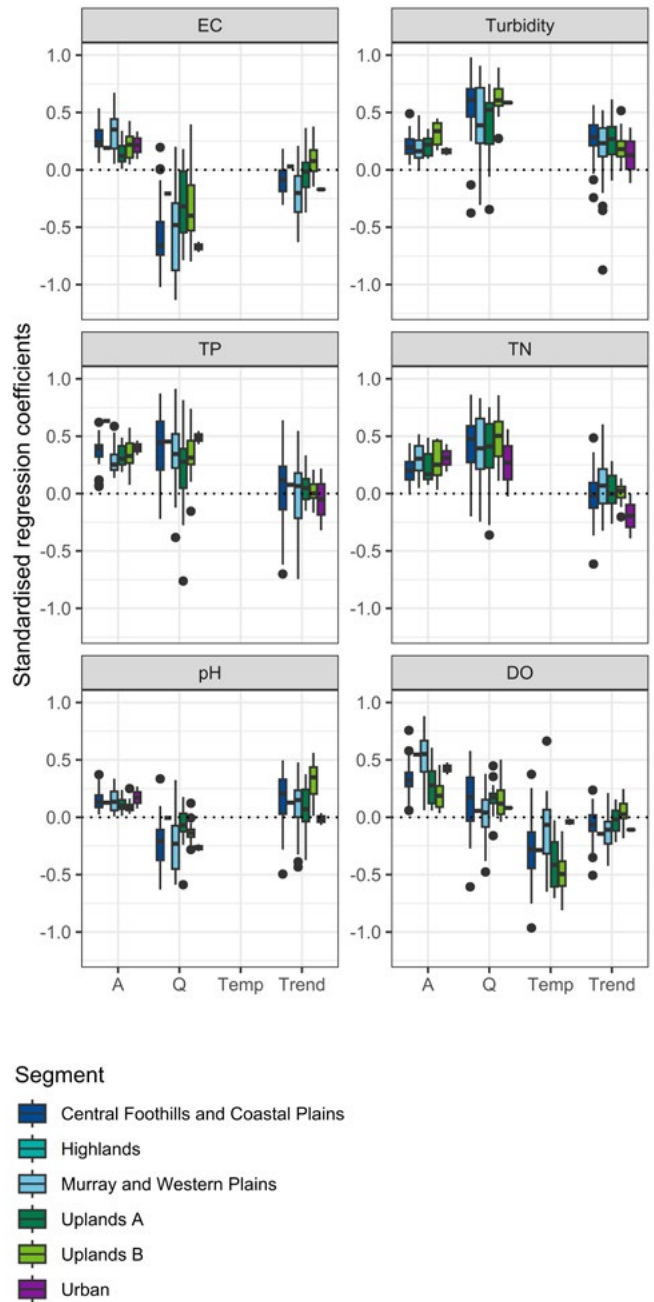 EC
Turbidity
1.0
0.5
0.0
-0.5
-1.0
1.0
0.5
0.0
-0.5
-1.0
TP
TN
1.0
0.5
0.0
-0.5
-1.0
1.0
0.5
0.0
-0.5
-1.0
Standardised regression coefficients
pH
DO
1.0
0.5
0.0
-0.5
-1.0
1.0
0.5
0.0
-0.5
-1.0
A Q Temp Trend
A Q Temp Trend
Segment
Central Foothills and Coastal Plains
Highlands
Murray and Western Plains
Uplands A
Uplands B
Urban